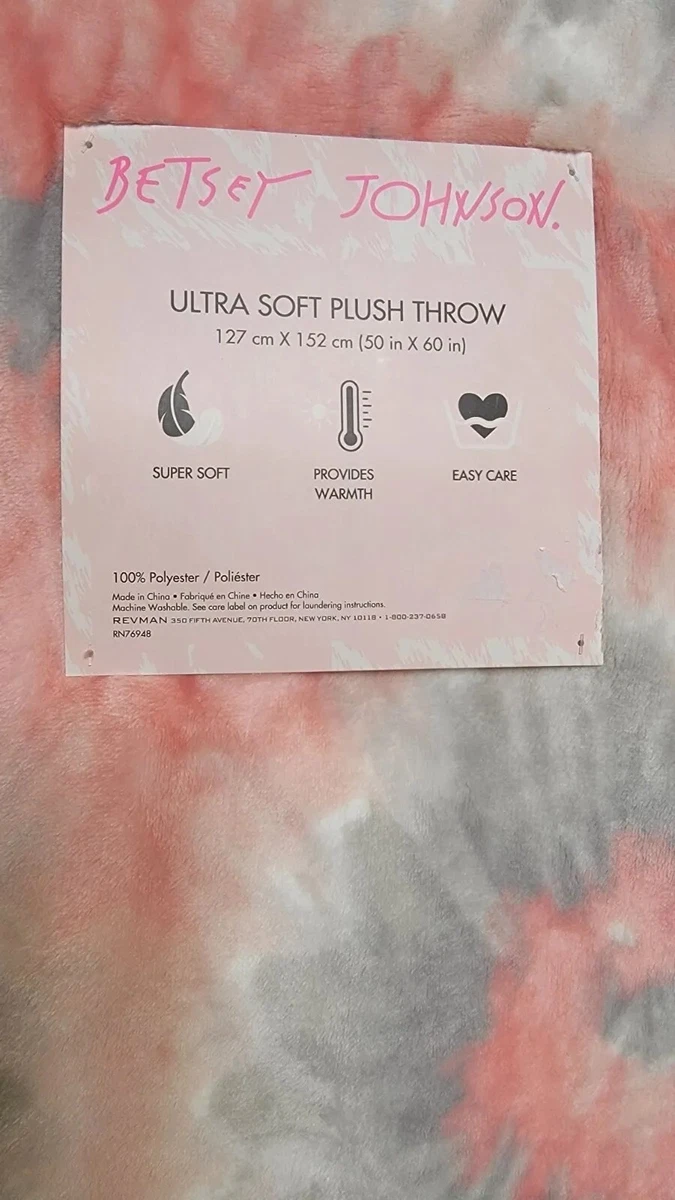 BETSEY JOHNSON.
ULTRA SOFT PLUSH THROW
127 cm X 152 cm (50 in X 60 in)
SUPER SOFT
PROVIDES
WARMTH
EASY CARE
100% Polyester / Poliéster
Made in China • Fabriqué en Chine • Hecho en China
Machine Washable. See care label on product for laundering instructions.
REVMAN 350 FIFTH AVENUE, 70TH FLOOR, NEW YORK, NY 10118 • 1-800-237-0658
RN76948